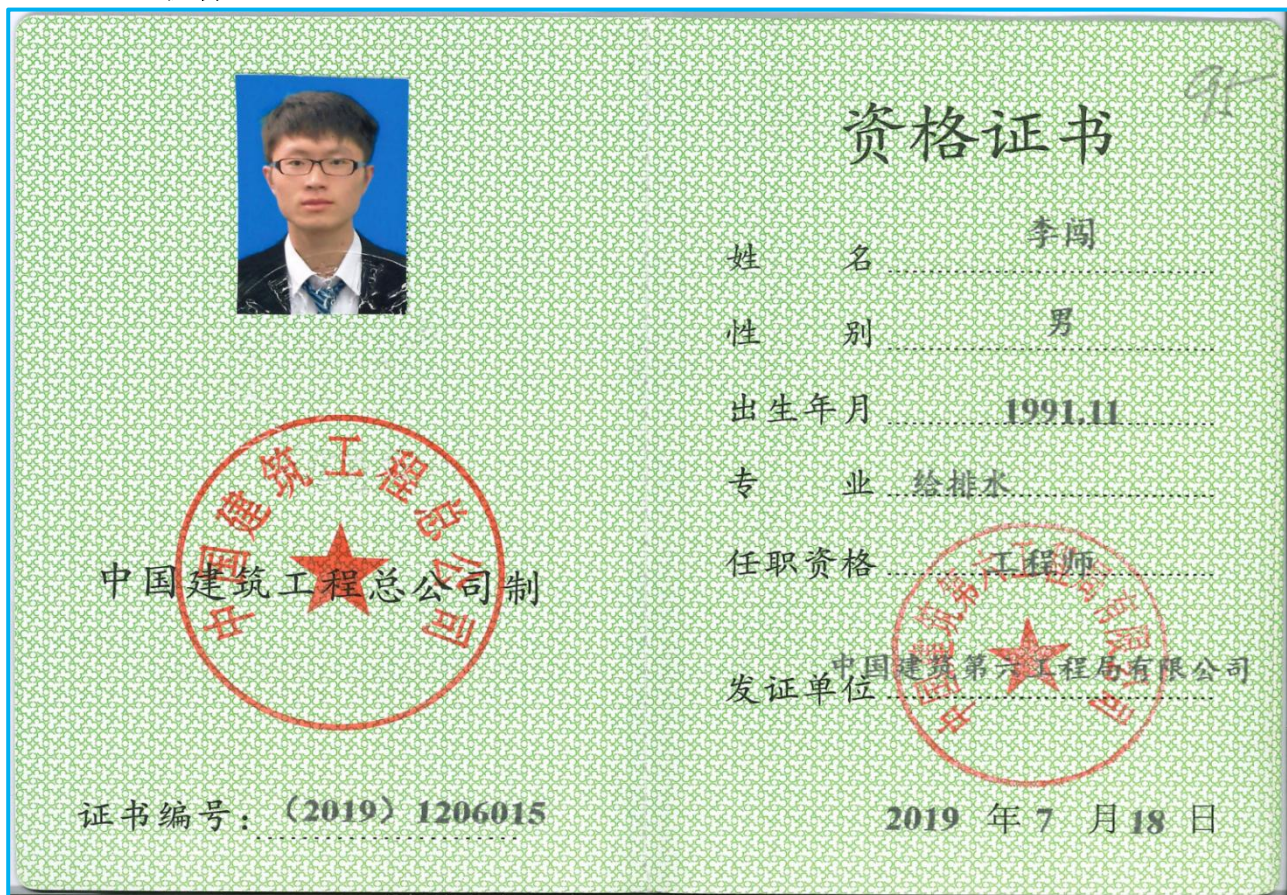 中国建筑工程总公司
中国建筑工程总公司制
证书编号：（2019）1206015
资格证书
姓 名 李闯
性 别 男
出生年月 1991.11
专 业 给排水
任职资格 工程师
发证单位 中国建筑第六工程局有限公司
中国建筑第六工程局有限公司
2019 年 7 月 18 日